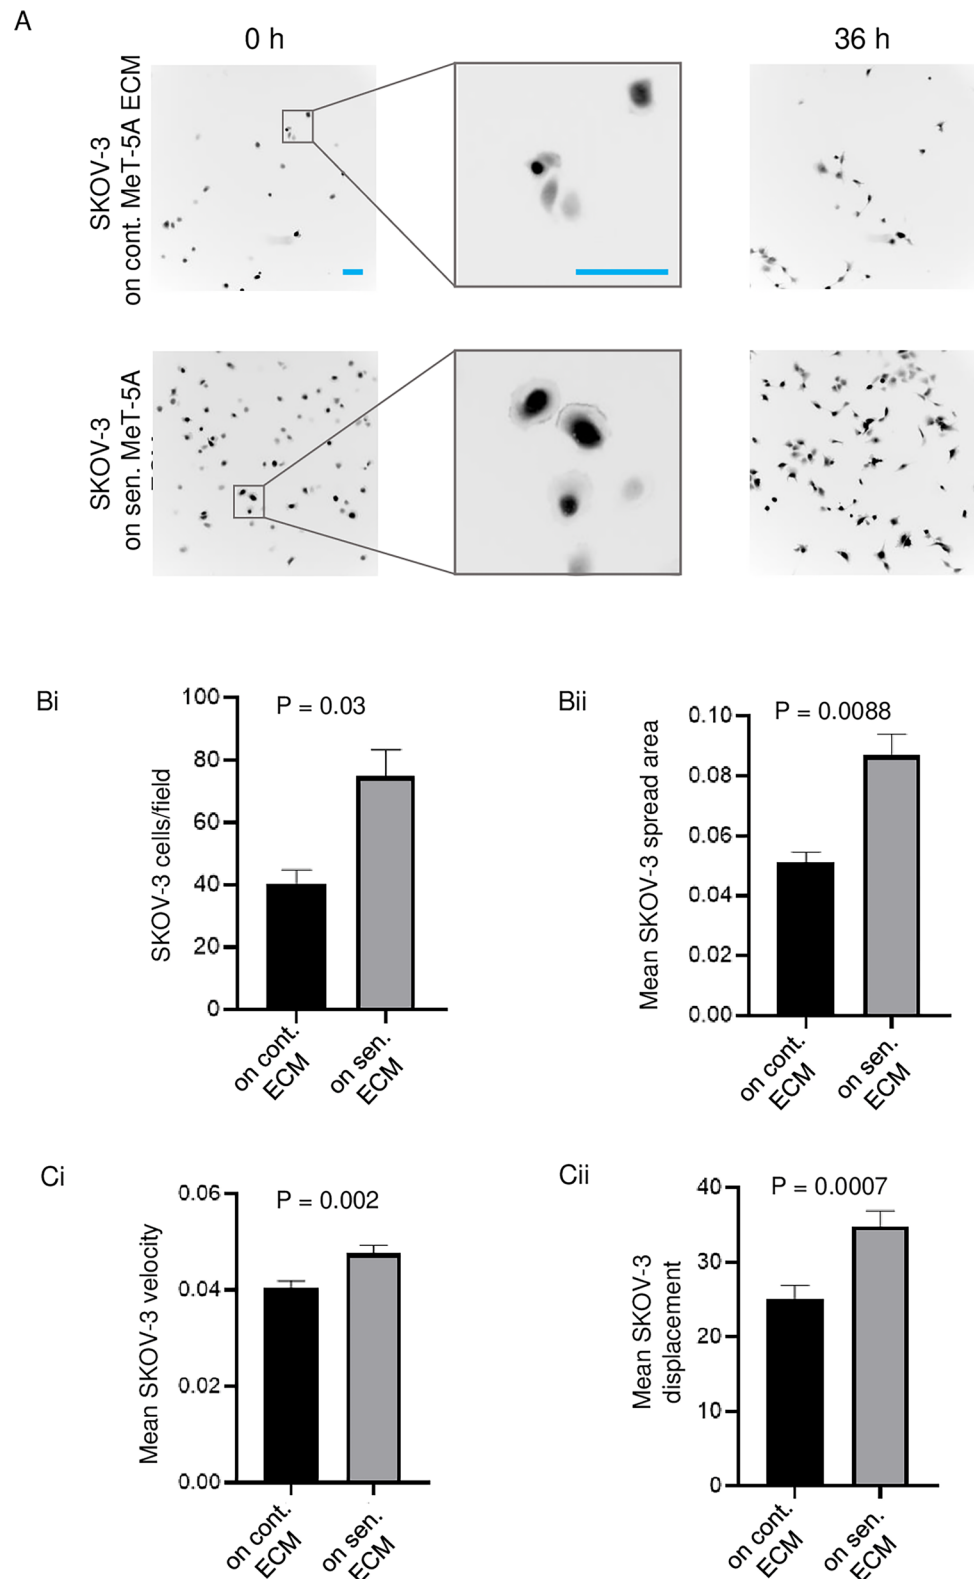 A
0 h
36 h
SKOV-3
on cont. MeT-5A ECM
SKOV-3
on sen. MeT-5A
Bi
P = 0.03
SKOV-3 cells/field
100
80
60
40
20
0
on cont.
ECM
on sen.
ECM
Bii
P = 0.0088
Mean SKOV-3 spread area
0.10
0.08
0.06
0.04
0.02
0.00
on cont.
ECM
on sen.
ECM
Ci
P = 0.002
Mean SKOV-3 velocity
0.06
0.04
0.02
0.00
on cont.
ECM
on sen.
ECM
Cii
P = 0.0007
Mean SKOV-3
displacement
40
30
20
10
0
on cont.
ECM
on sen.
ECM